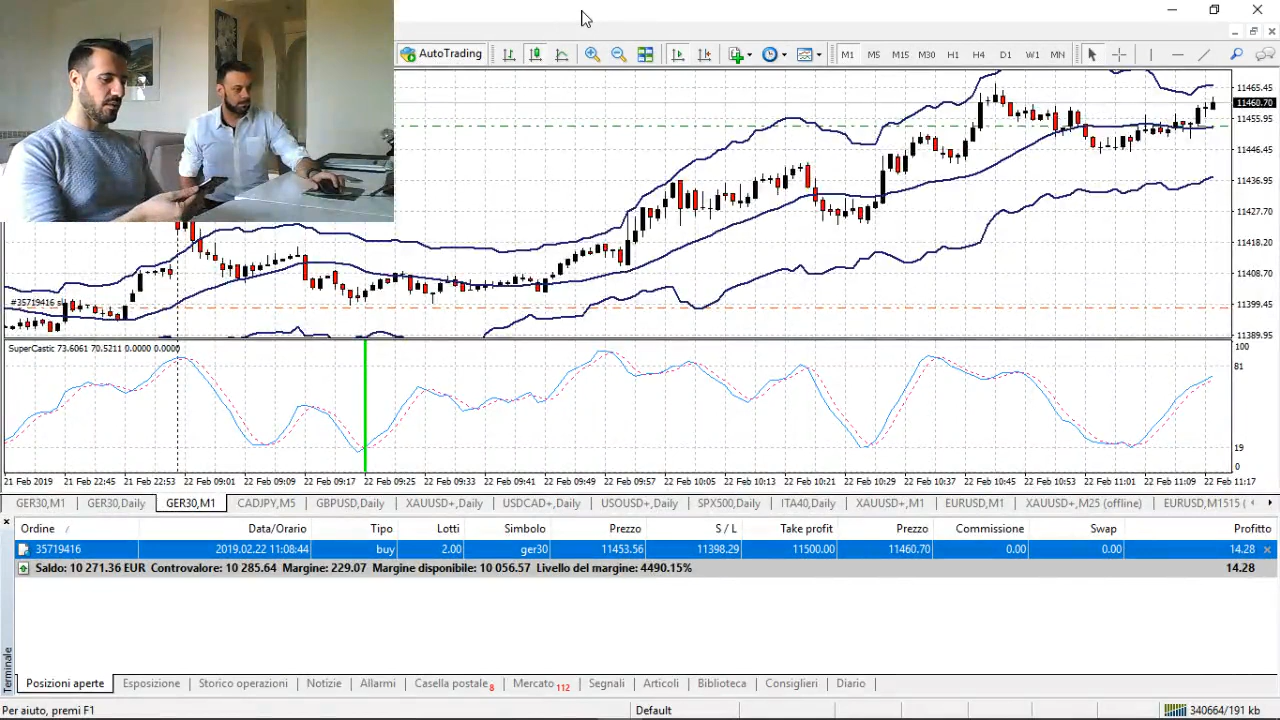 AutoTrading M1 M5 M15 M30 H1 H4 D1 W1 MN
11465.45
11460.70
11455.95
11446.45
11436.95
11427.70
11418.20
11408.70
11399.45
11389.95
SuperCastic 73.6061 70.5211 0.0000 0.0000
100
81
19
0
21 Feb 2019 21 Feb 22:45 21 Feb 22:53 22 Feb 09:01 22 Feb 09:09 22 Feb 09:17 22 Feb 09:25 22 Feb 09:33 22 Feb 09:41 22 Feb 09:49 22 Feb 09:57 22 Feb 10:05 22 Feb 10:13 22 Feb 10:21 22 Feb 10:29 22 Feb 10:37 22 Feb 10:45 22 Feb 10:53 22 Feb 11:01 22 Feb 11:09 22 Feb 11:17
GER30,M1 GER30,Daily GER30,M1 CADJPY,M5 GBPUSD,Daily XAUUSD+,Daily USDCAD+,Daily USOUSD+,Daily SPX500,Daily ITA40,Daily XAUUSD+,M1 EURUSD,M1 XAUUSD+,M25 (offline) EURUSD,M1515 (
Ordine / Data/Orario Tipo Lotti Simbolo Prezzo S / L Take profit Prezzo Commissione Swap Profitto
35719416 2019.02.22 11:08:44 buy 2.00 ger30 11453.56 11398.29 11500.00 11460.70 0.00 0.00 14.28
Saldo: 10 271.36 EUR Controvalore: 10 285.64 Margine: 229.07 Margine disponibile: 10 056.57 Livello del margine: 4490.15% 14.28
Terminale
Posizioni aperte Esposizione Storico operazioni Notizie Allarmi Casella postale 8 Mercato 112 Segnali Articoli Biblioteca Consiglieri Diario
Per aiuto, premi F1 Default 340664/191 kb